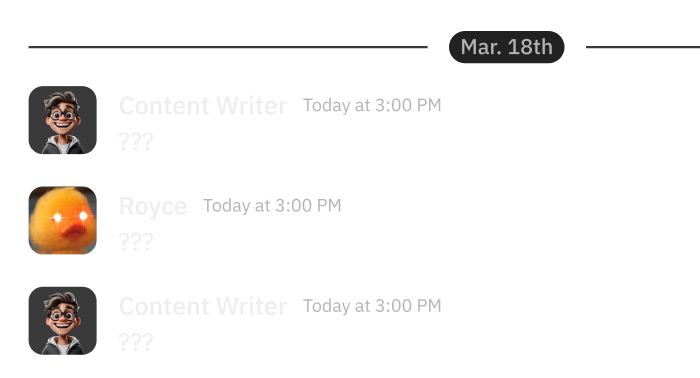 Mar. 18th
Content Writer Today at 3:00 PM
???
Royce Today at 3:00 PM
???
Content Writer Today at 3:00 PM
???